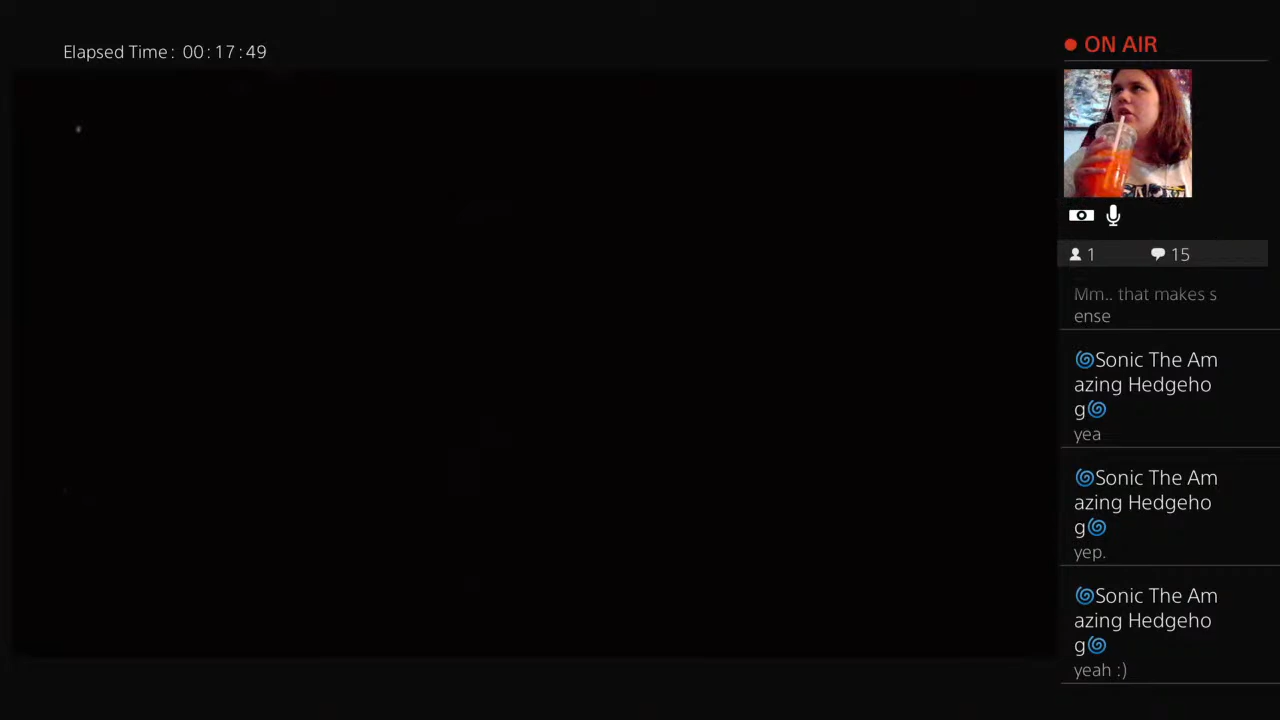 Elapsed Time: 00:17:49
ON AIR
1 15
Mm.. that makes s
ense
🌀Sonic The Am
azing Hedgeho
g🌀
yea
🌀Sonic The Am
azing Hedgeho
g🌀
yep.
🌀Sonic The Am
azing Hedgeho
g🌀
yeah :)